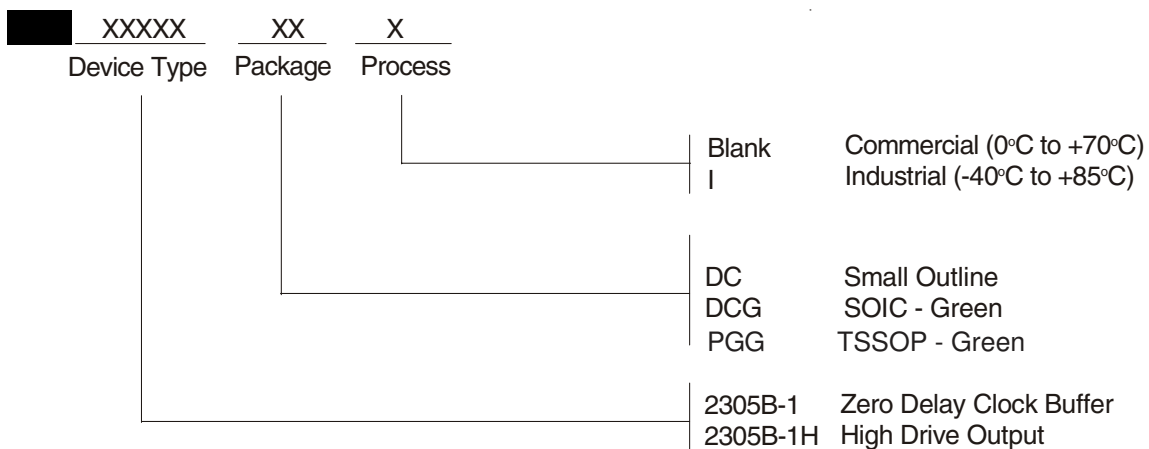 XXXXX XX X
Device Type Package Process
Blank Commercial (0°C to +70°C)
I Industrial (-40°C to +85°C)
DC Small Outline
DCG SOIC - Green
PGG TSSOP - Green
2305B-1 Zero Delay Clock Buffer
2305B-1H High Drive Output